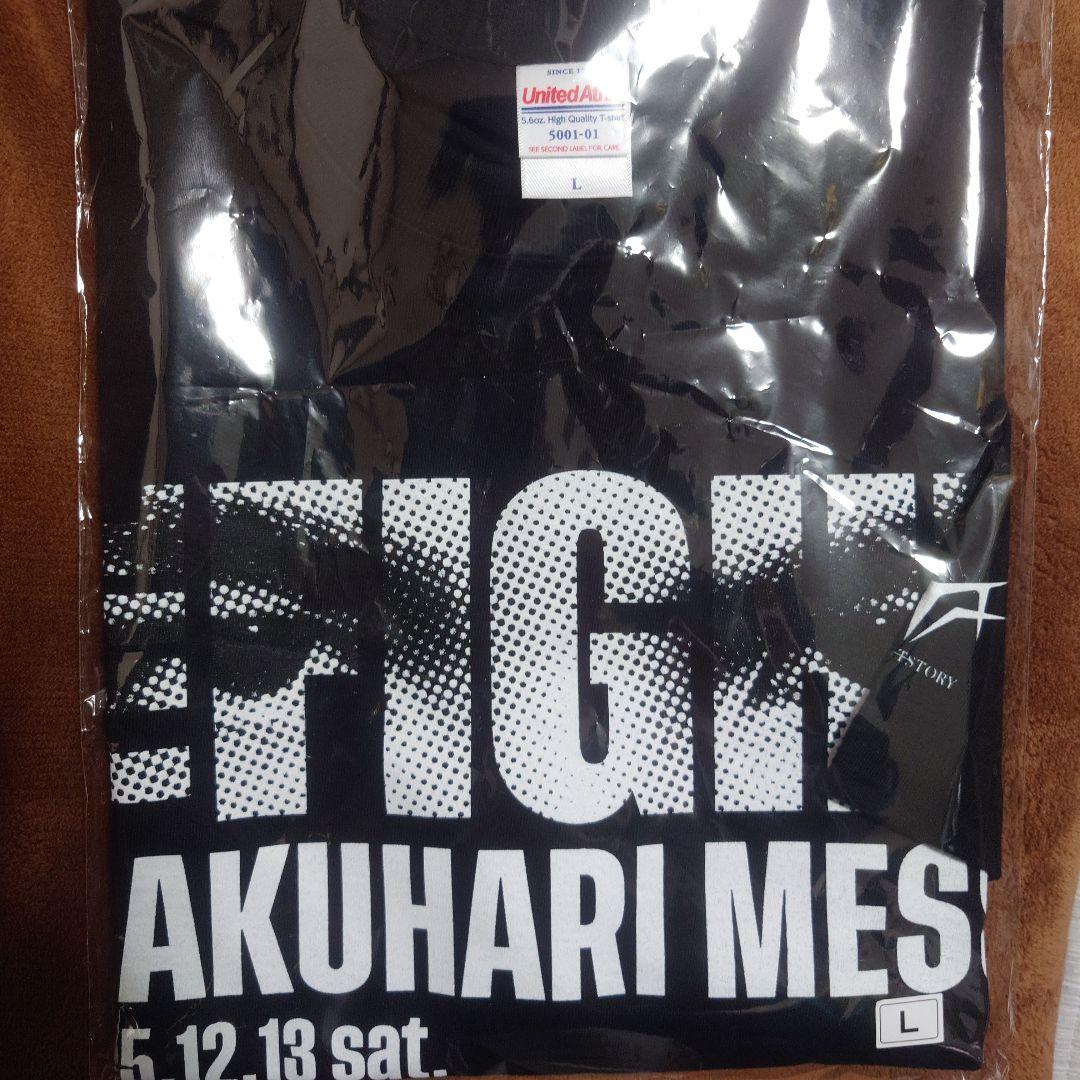 SINCE
United
5.6oz. High Quality T-shirt
5001-01
SEE SECOND LABEL FOR CARE
L
FIGH
STORY
AKUHARI MES
5.12.13 sat.
L